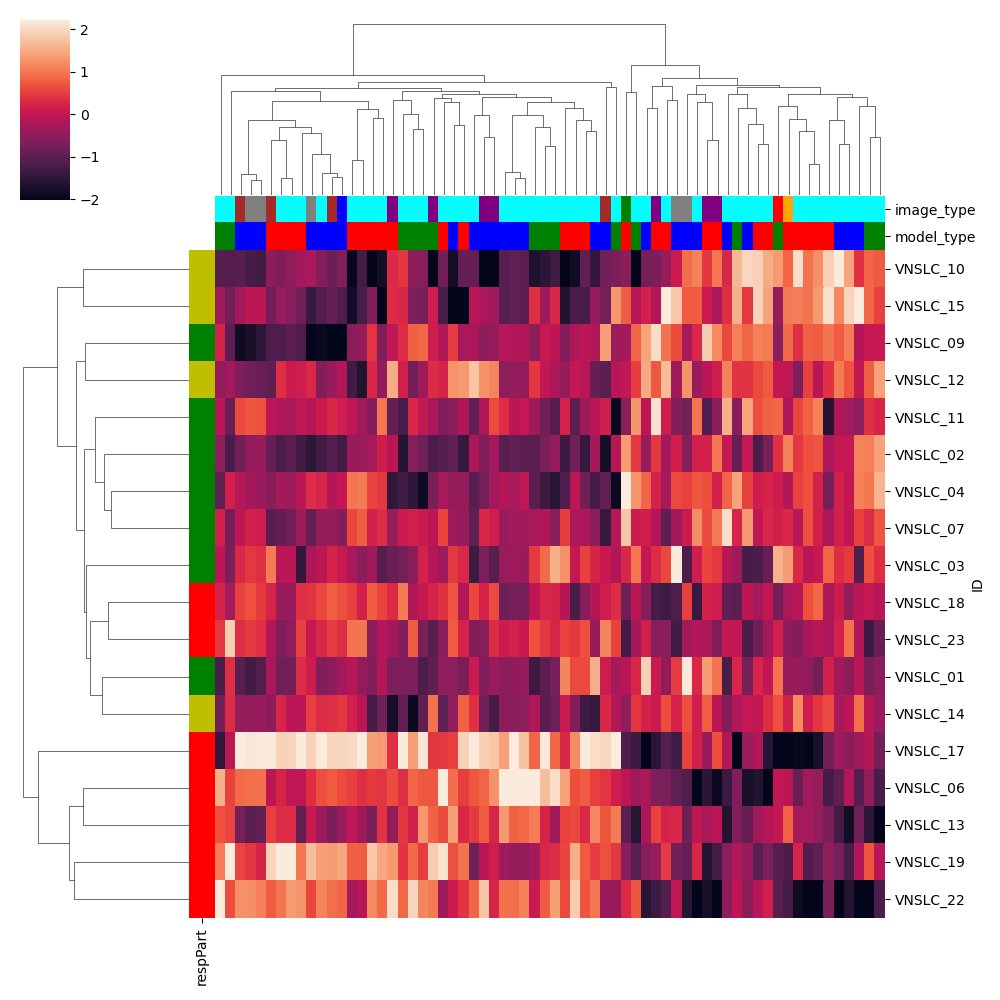 2
1
0
−1
−2
image_type
model_type
VNSLC_10
VNSLC_15
VNSLC_09
VNSLC_12
VNSLC_11
VNSLC_02
VNSLC_04
VNSLC_07
VNSLC_03
VNSLC_18
VNSLC_23
VNSLC_01
VNSLC_14
VNSLC_17
VNSLC_06
VNSLC_13
VNSLC_19
VNSLC_22
ID
respPart